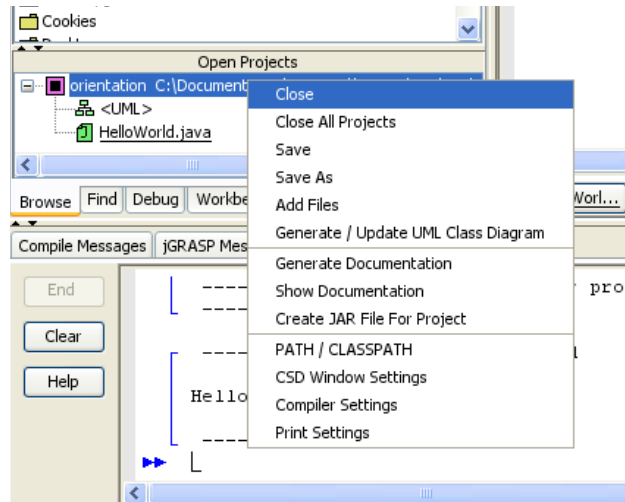 Cookies
Open Projects
orientation C:\Document
<UML>
HelloWorld.java
Close
Close All Projects
Save
Save As
Add Files
Generate / Update UML Class Diagram
Generate Documentation
Show Documentation
Create JAR File For Project
PATH / CLASSPATH
CSD Window Settings
Compiler Settings
Print Settings
Browse Find Debug Workbe
Worl...
Compile Messages jGRASP Mes
End
Clear
Help
---- pro
----
----
Hello
----